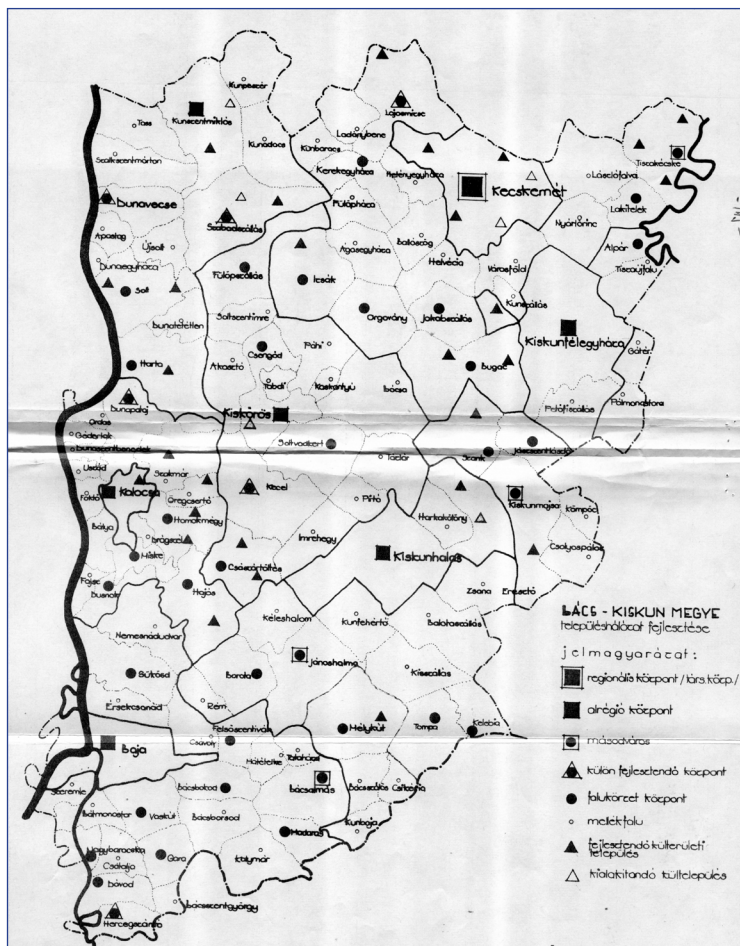 Kunpeszér
Lajosmizse
Tass
Kunszentmiklós
Ladánybene
Kunadacs
Kunbaracs
Tiszakécske
Szalkszentmárton
Kerekegyháza
Hetényegyháza
Lászlófalva
Kecskemét
Dunavecse
Fülöpháza
Lakitelek
Szabadszállás
Nyárlőrinc
Apostag
Ágasegyháza
Ballószög
Alpár
Újsolt
Helvécia
Városföld
Tiszaújfalu
Dunaegyháza
Fülöpszállás
Izsák
Solt
Kunszállás
Orgovány
Jakabszállás
Soltszentimre
Dunatetétlen
Kiskunfélegyháza
Csengőd
Páhi
Gátér
Harta
Akasztó
Bugac
Tabdi
Kaskantyú
Bócsa
Pálmonostora
Dunapataj
Petőfiszállás
Kiskőrös
Ordas
Géderlak
Soltvadkert
Jászszentlászló
Dunaszentbenedek
Szank
Tázlár
Uszód
Szakmár
Kecel
Kalocsa
Foktő
Öregcsertő
Pirtó
Kiskunmajsa
Kömpöc
Homokmégy
Harkakötöny
Bátya
Drágszél
Imrehegy
Csólyospálos
Miske
Kiskunhalas
Császártöltés
Fajsz
Dusnok
Hajós
Zsana
Eresztő
Kéleshalom
Kunfehértó
Balotaszállás
Nemesnádudvar
Jánoshalma
Kisszállás
Sükösd
Borota
Érsekcsanád
Rém
Mélykút
Tompa
Kelebia
Felsőszentiván
Csávoly
Baja
Mátételke
Tataháza
Bácsalmás
Bácsszőlős
Csikéria
Szeremle
Bácsbokod
Bátmonostor
Vaskút
Bácsborsod
Kunbaja
Madaras
Nagybaracska
Csátalja
Gara
Katymár
Dávod
Bácsszentgyörgy
Hercegszántó
BÁCS - KISKUN MEGYE
településhálózat fejlesztése
jelmagyarázat:
regionális központ / társ. közp. /
alrégió központ
másodváros
külön fejlesztendő központ
falukörzet központ
mellékfalu
fejlesztendő külterületi
település
kialakítandó kültelepülés